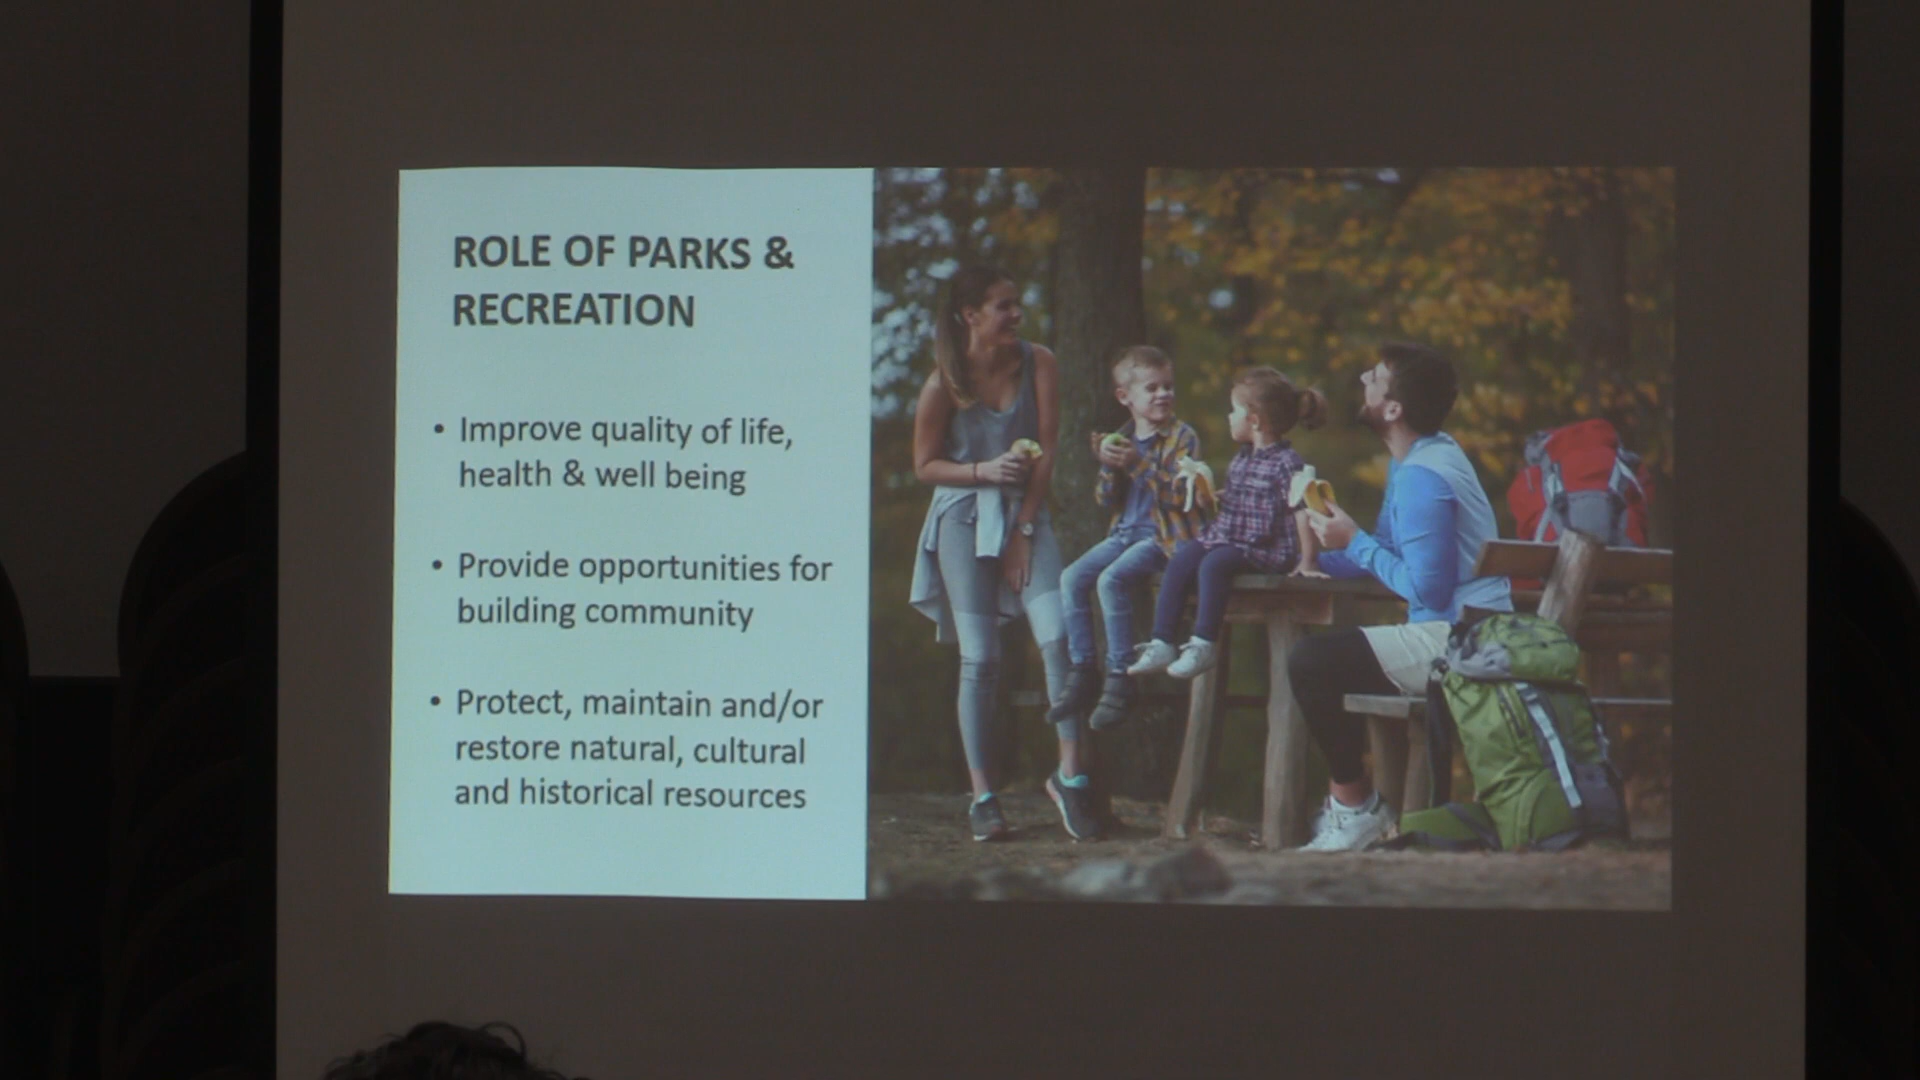 ROLE OF PARKS &
RECREATION
• Improve quality of life,
health & well being
• Provide opportunities for
building community
• Protect, maintain and/or
restore natural, cultural
and historical resources